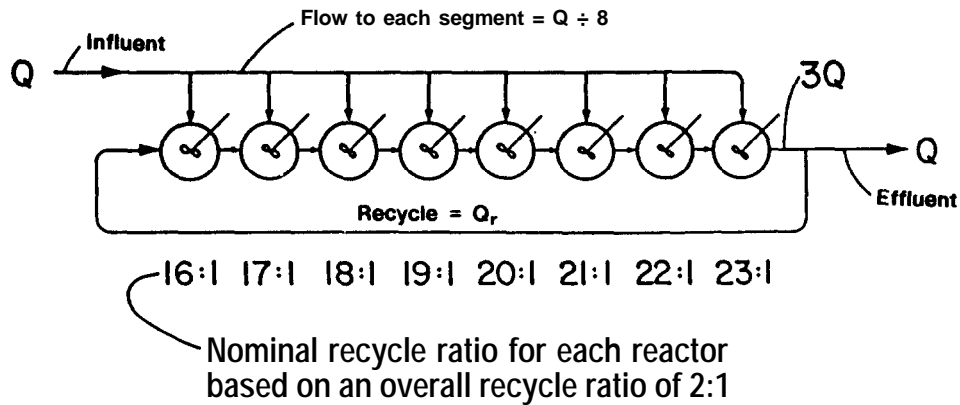 Flow to each segment = Q ÷ 8
Influent
Q
3Q
Q
Effluent
Recycle = Qr
16:1 17:1 18:1 19:1 20:1 21:1 22:1 23:1
Nominal recycle ratio for each reactor
based on an overall recycle ratio of 2:1